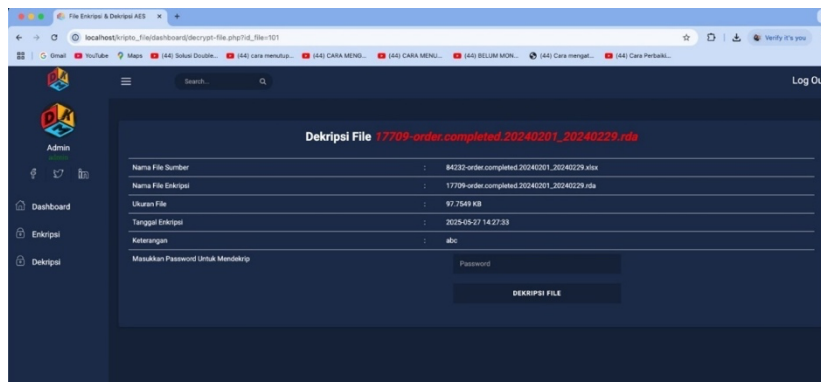 File Enkripsi & Dekripsi AES
localhost/kripto_file/dashboard/decrypt-file.php?id_file=101
Verify it's you
Gmail YouTube Maps (44) Solusi Double... (44) cara menutup... (44) CARA MENG... (44) CARA MENU... (44) BELUM MON... (44) Cara mengat... (44) Cara Perbaiki...
Search...
Log Ou
Admin
admin
Dashboard
Enkripsi
Dekripsi
Dekripsi File 17709-order.completed.20240201_20240229.rda
Nama File Sumber : 84232-order.completed.20240201_20240229.xlsx
Nama File Enkripsi : 17709-order.completed.20240201_20240229.rda
Ukuran File : 97.7549 KB
Tanggal Enkripsi : 2025-05-27 14:27:33
Keterangan : abc
Masukkan Password Untuk Mendekrip
Password
DEKRIPSI FILE